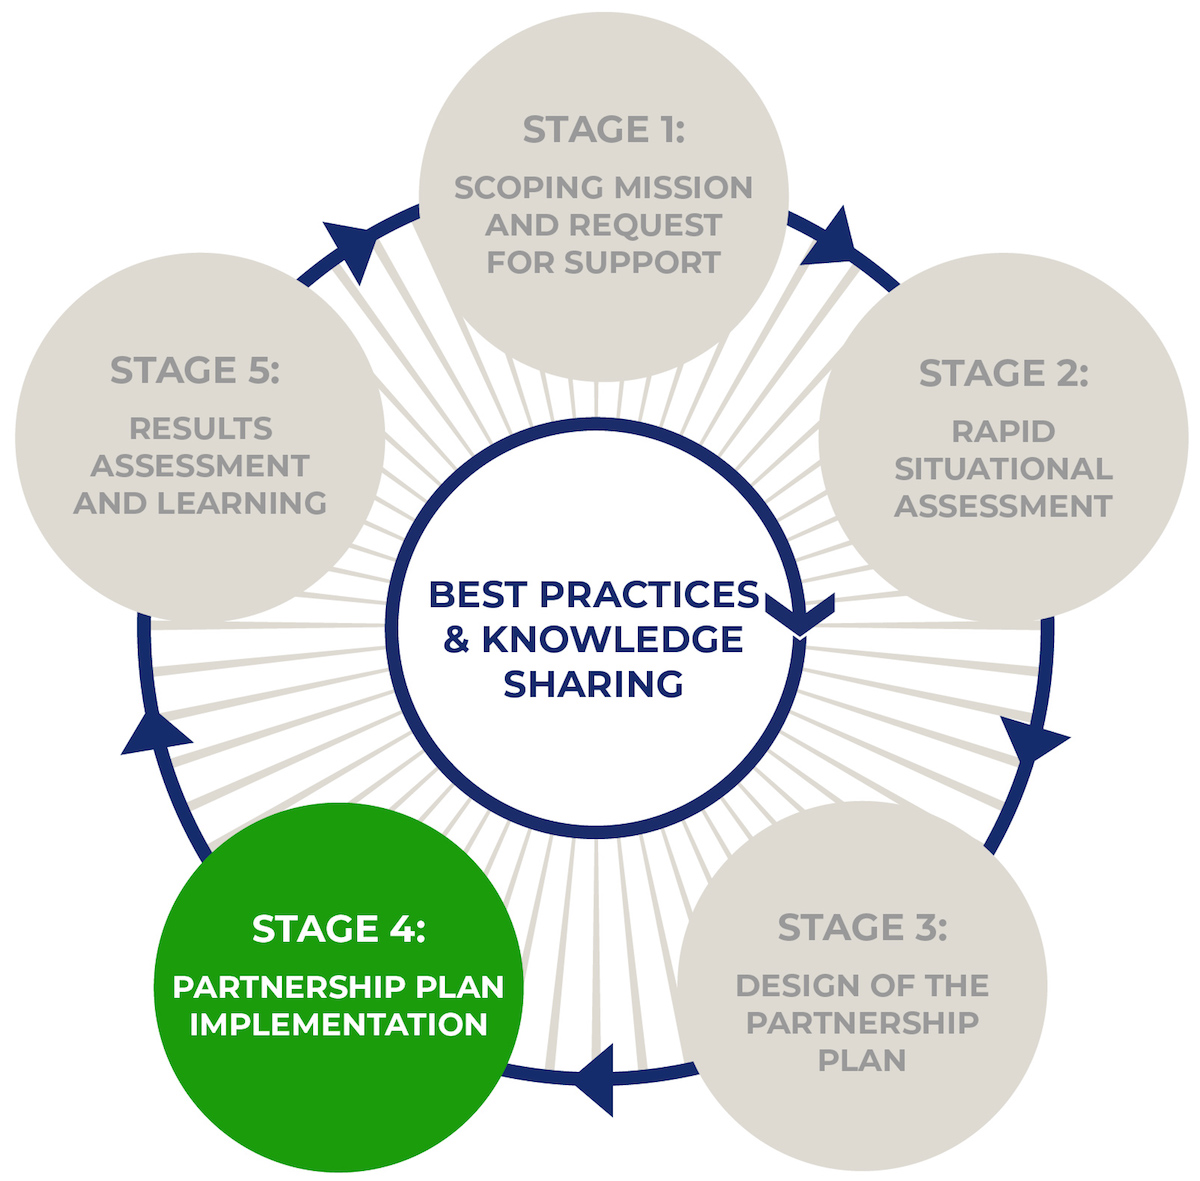 STAGE 1:
SCOPING MISSION
AND REQUEST
FOR SUPPORT
STAGE 2:
RAPID
SITUATIONAL
ASSESSMENT
STAGE 3:
DESIGN OF THE
PARTNERSHIP
PLAN
STAGE 4:
PARTNERSHIP PLAN
IMPLEMENTATION
STAGE 5:
RESULTS
ASSESSMENT
AND LEARNING
BEST PRACTICES
& KNOWLEDGE
SHARING